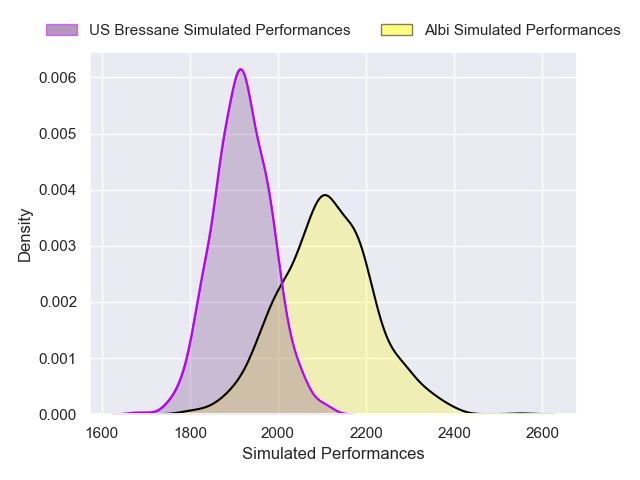 US Bressane Simulated Performances
Albi Simulated Performances
0.006
0.005
0.004
0.003
0.002
0.001
0.000
Density
1600 1800 2000 2200 2400 2600
Simulated Performances